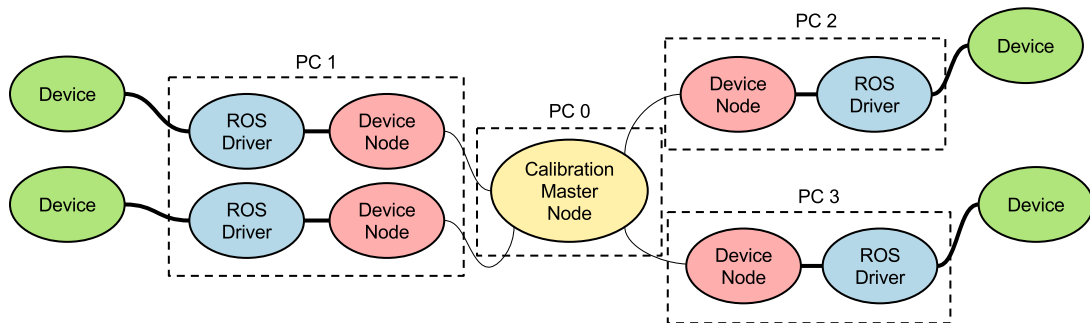 PC 1
Device
ROS
Driver
Device
Node
Device
ROS
Driver
Device
Node
PC 0
Calibration
Master
Node
PC 2
Device
Node
ROS
Driver
Device
PC 3
Device
Node
ROS
Driver
Device